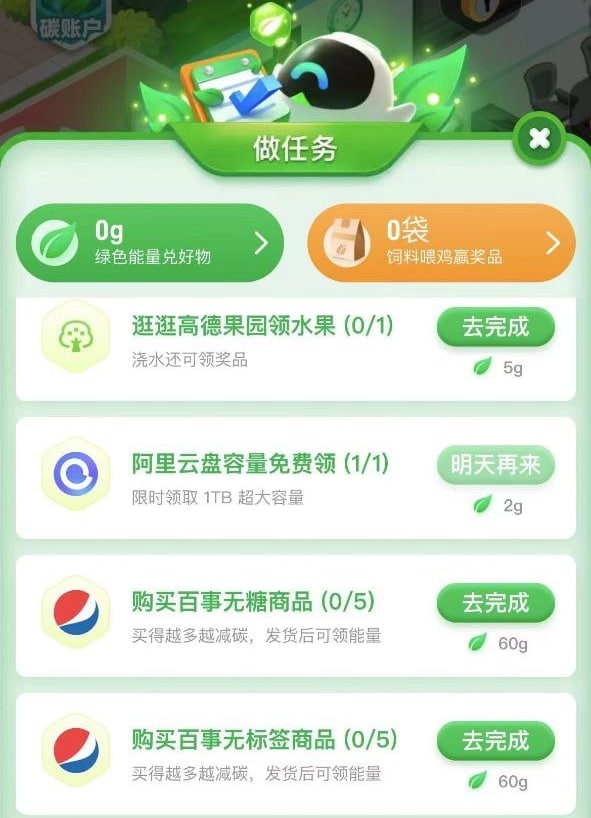 碳账户
做任务
0g
绿色能量兑好物
0袋
饲料喂鸡赢奖品
逛逛高德果园领水果 (0/1)
去完成
浇水还可领奖品
5g
阿里云盘容量免费领 (1/1)
明天再来
限时领取 1TB 超大容量
2g
购买百事无糖商品 (0/5)
去完成
买得越多越减碳，发货后可领能量
60g
购买百事无标签商品 (0/5)
去完成
买得越多越减碳，发货后可领能量
60g